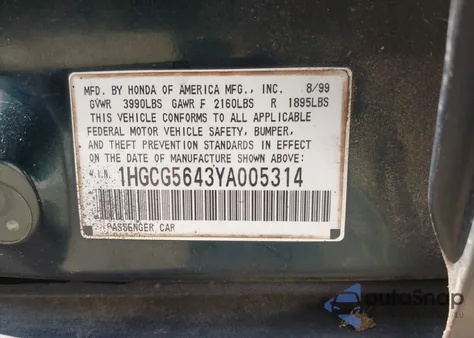 MFD. BY HONDA OF AMERICA MFG., INC. 8/99
GVWR 3990LBS GAWR F 2160LBS R 1895LBS
THIS VEHICLE CONFORMS TO ALL APPLICABLE
FEDERAL MOTOR VEHICLE SAFETY, BUMPER,
AND THEFT PREVENTION STANDARDS IN EFFECT
ON THE DATE OF MANUFACTURE SHOWN ABOVE:
V.I.N. 1HGCG5643YA005314
PASSENGER CAR
autoSnap